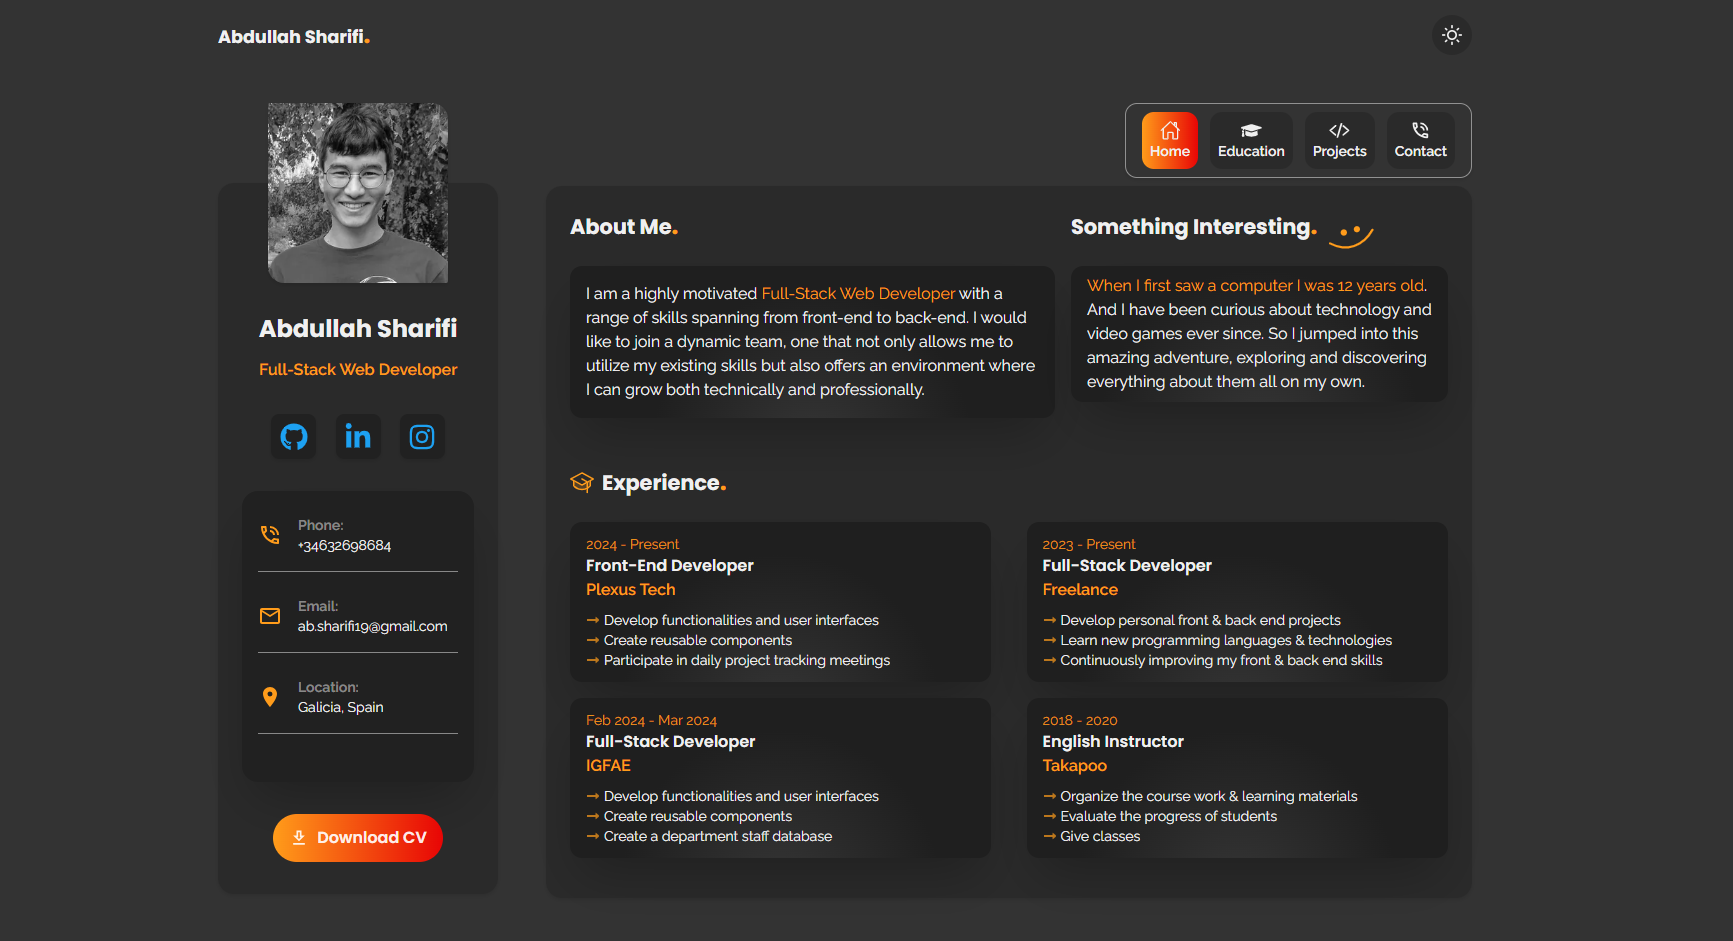 Abdullah Sharifi.
Home
Education
Projects
Contact
Abdullah Sharifi
Full-Stack Web Developer
Phone:
+34632698684
Email:
ab.sharifi19@gmail.com
Location:
Galicia, Spain
Download CV
About Me.
I am a highly motivated Full-Stack Web Developer with a
range of skills spanning from front-end to back-end. I would
like to join a dynamic team, one that not only allows me to
utilize my existing skills but also offers an environment where
I can grow both technically and professionally.
Something Interesting.
When I first saw a computer I was 12 years old.
And I have been curious about technology and
video games ever since. So I jumped into this
amazing adventure, exploring and discovering
everything about them all on my own.
Experience.
2024 - Present
Front-End Developer
Plexus Tech
→ Develop functionalities and user interfaces
→ Create reusable components
→ Participate in daily project tracking meetings
2023 - Present
Full-Stack Developer
Freelance
→ Develop personal front & back end projects
→ Learn new programming languages & technologies
→ Continuously improving my front & back end skills
Feb 2024 - Mar 2024
Full-Stack Developer
IGFAE
→ Develop functionalities and user interfaces
→ Create reusable components
→ Create a department staff database
2018 - 2020
English Instructor
Takapoo
→ Organize the course work & learning materials
→ Evaluate the progress of students
→ Give classes